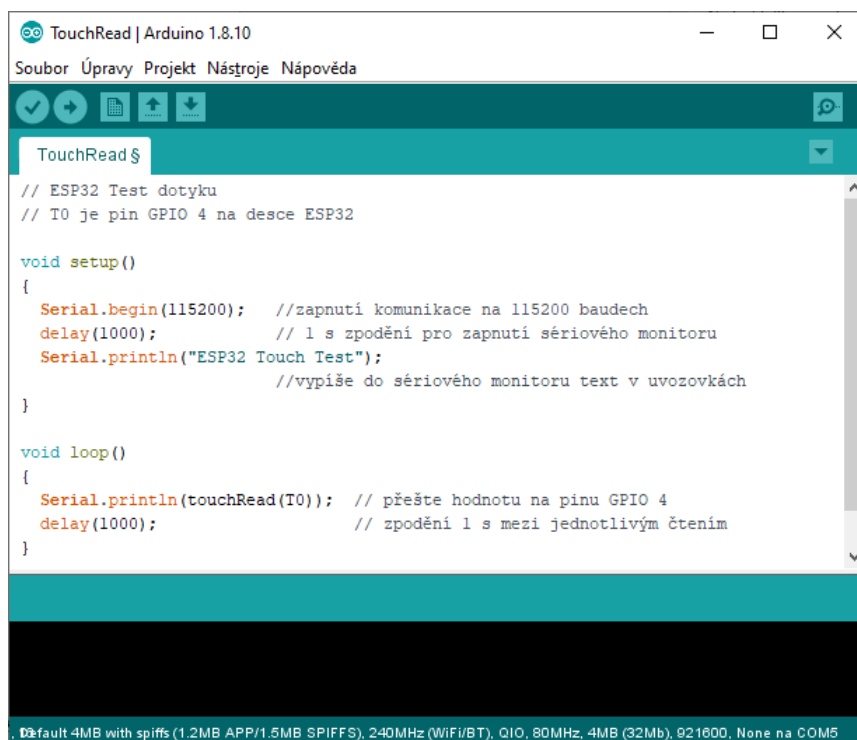 TouchRead | Arduino 1.8.10
Soubor Úpravy Projekt Nástroje Nápověda
TouchRead §
// ESP32 Test dotyku
// T0 je pin GPIO 4 na desce ESP32
void setup()
{
Serial.begin(115200); //zapnutí komunikace na 115200 baudech
delay(1000); // 1 s zpodění pro zapnutí sériového monitoru
Serial.println("ESP32 Touch Test");
//vypíše do sériového monitoru text v uvozovkách
}
void loop()
{
Serial.println(touchRead(T0)); // přešte hodnotu na pinu GPIO 4
delay(1000); // zpodění 1 s mezi jednotlivým čtením
}
, Default 4MB with spiffs (1.2MB APP/1.5MB SPIFFS), 240MHz (WiFi/BT), QIO, 80MHz, 4MB (32Mb), 921600, None na COM5